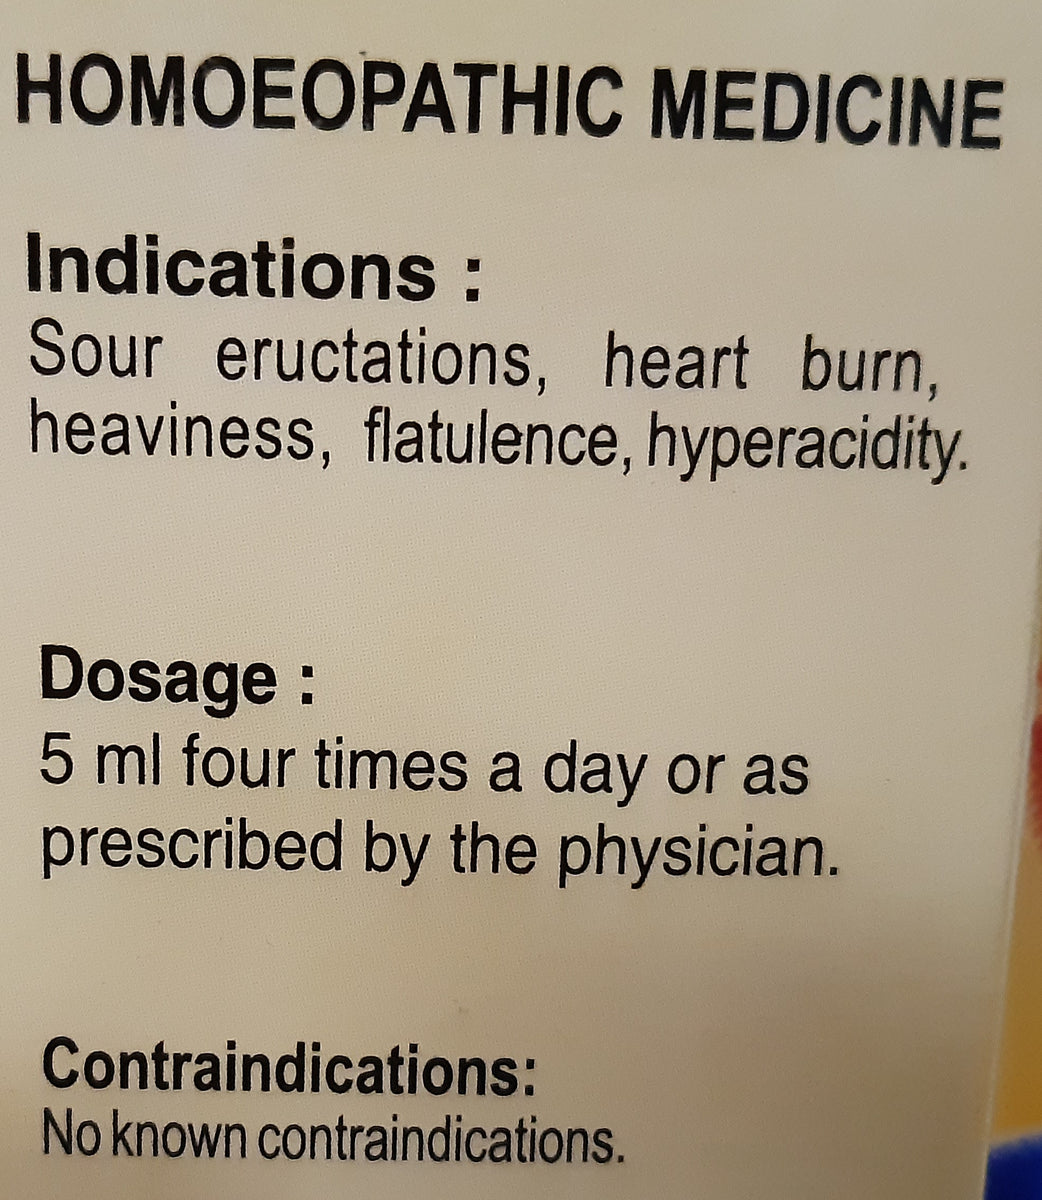 HOMOEOPATHIC MEDICINE
Indications :
Sour eructations, heart burn,
heaviness, flatulence, hyperacidity.
Dosage :
5 ml four times a day or as
prescribed by the physician.
Contraindications:
No known contraindications.